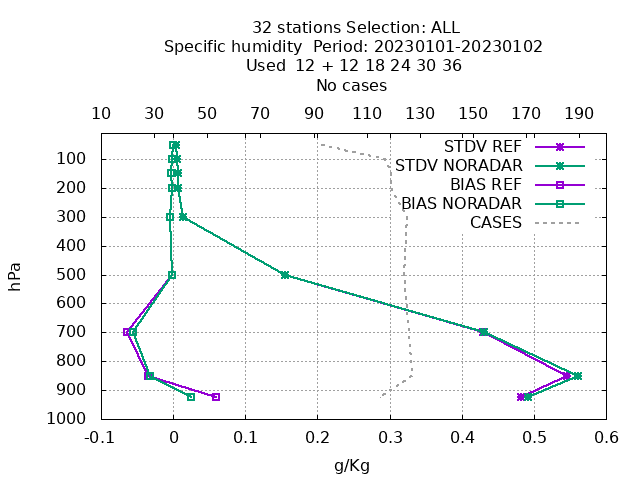 32 stations Selection: ALL
Specific humidity  Period: 20230101-20230102
Used  12 + 12 18 24 30 36
No cases
10 30 50 70 90 110 130 150 170 190
STDV REF
STDV NORADAR
BIAS REF
BIAS NORADAR
CASES
100
200
300
400
500
600
700
800
900
1000
hPa
-0.1 0 0.1 0.2 0.3 0.4 0.5 0.6
g/Kg